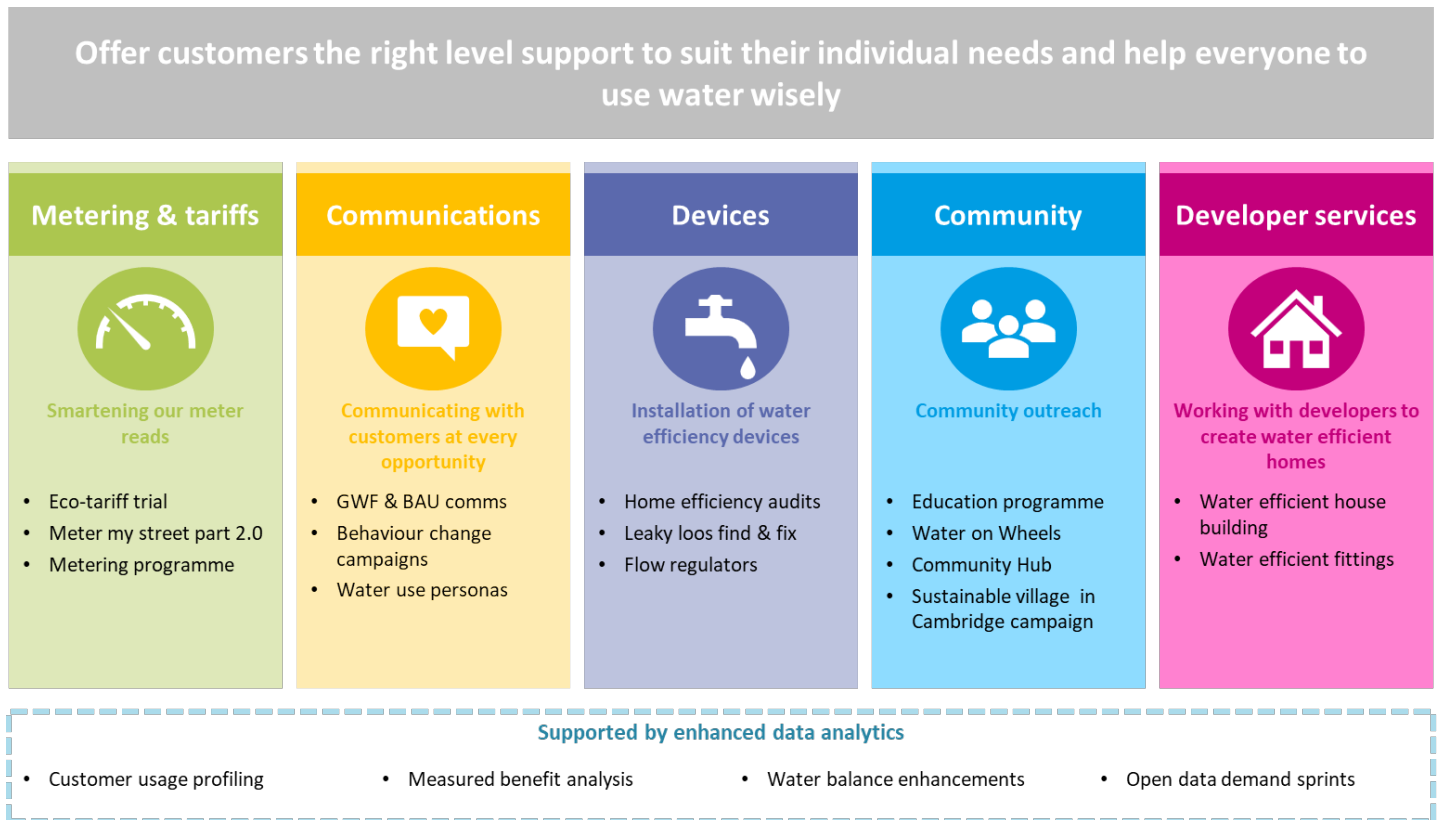 Offer customers the right level support to suit their individual needs and help everyone to
use water wisely
Metering & tariffs
Smartening our meter
reads
• Eco-tariff trial
• Meter my street part 2.0
• Metering programme
Communications
Communicating with
customers at every
opportunity
• GWF & BAU comms
• Behaviour change
campaigns
• Water use personas
Devices
Installation of water
efficiency devices
• Home efficiency audits
• Leaky loos find & fix
• Flow regulators
Community
Community outreach
• Education programme
• Water on Wheels
• Community Hub
• Sustainable village in
Cambridge campaign
Developer services
Working with developers to
create water efficient
homes
• Water efficient house
building
• Water efficient fittings
Supported by enhanced data analytics
• Customer usage profiling
• Measured benefit analysis
• Water balance enhancements
• Open data demand sprints